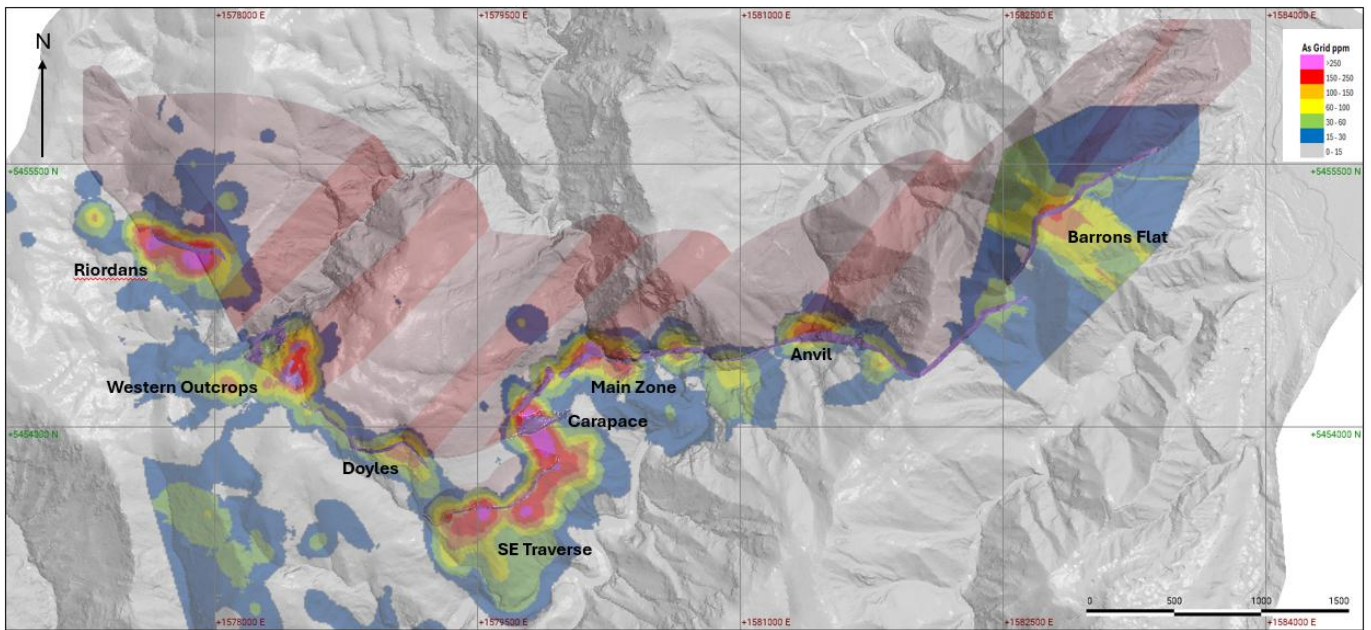 +1578000 E
+1579500 E
+1581000 E
+1582500 E
+1584000 E
N
As Grid ppm
>250
150 - 250
100 - 150
60 - 100
30 - 60
15 - 30
0 - 15
+5455500 N
+5455500 N
Barrons Flat
Riordans
Anvil
Western Outcrops
Main Zone
Carapace
+5454000 N
+5454000 N
Doyles
SE Traverse
0
500
1000
1500
+1578000 E
+1579500 E
+1581000 E
+1582500 E
+1584000 E